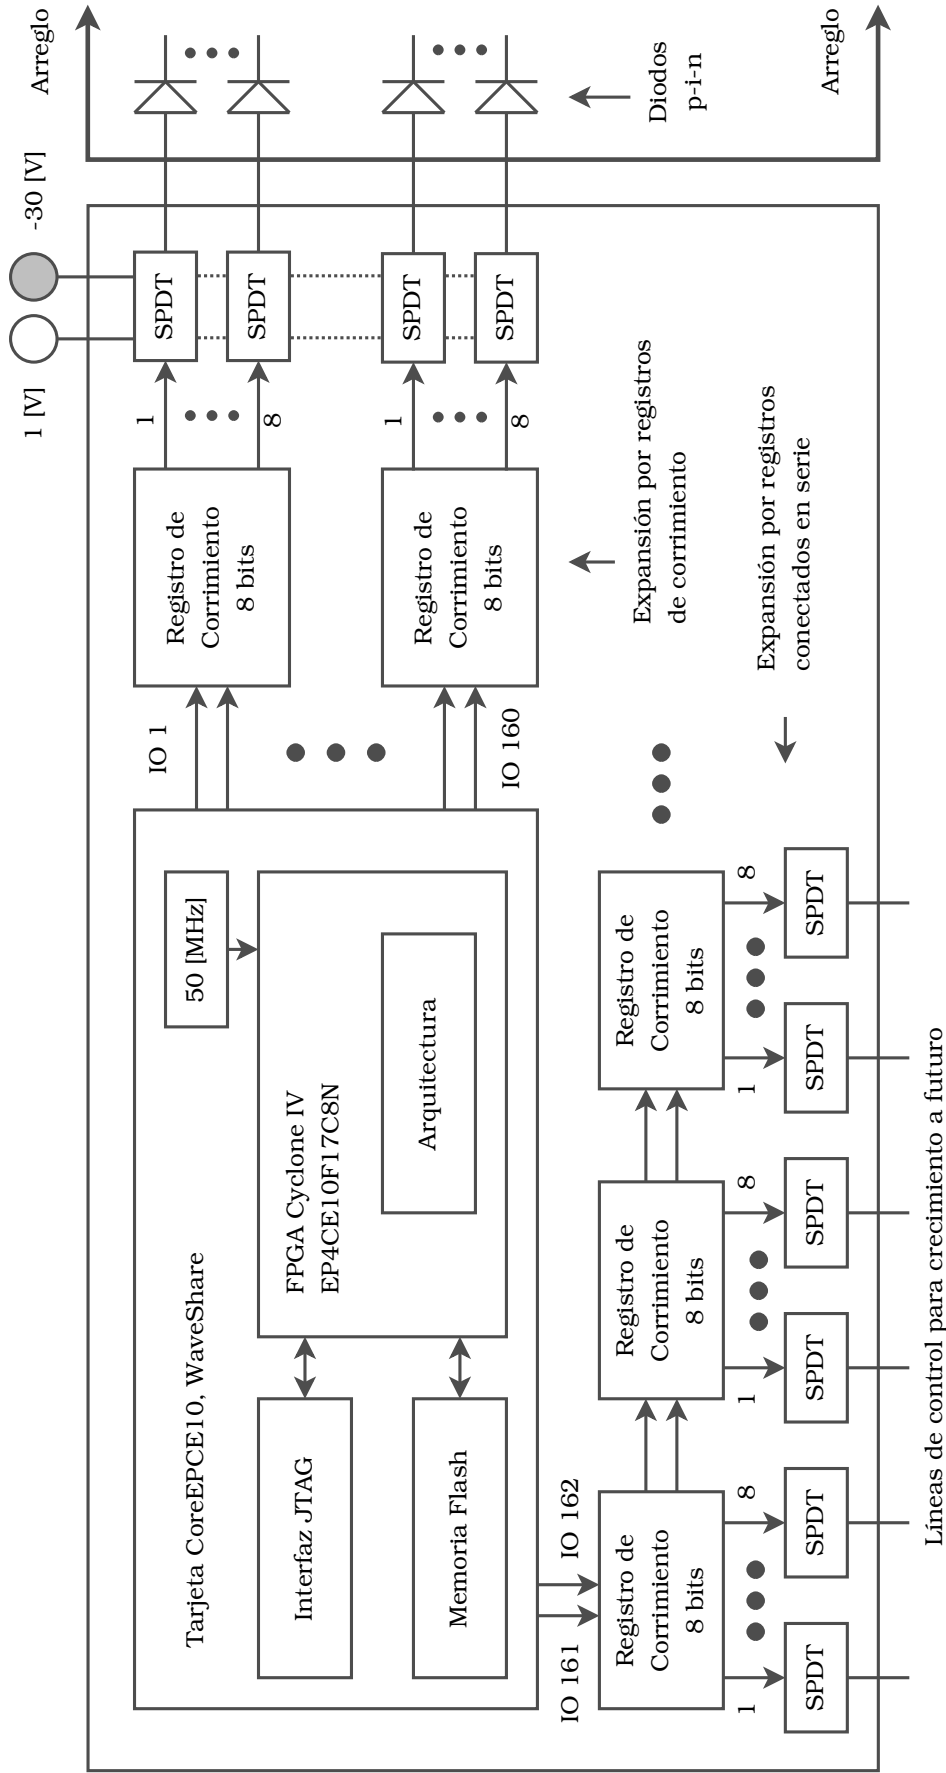 1 [V]
-30 [V]
Arreglo
Arreglo
Tarjeta CoreEPCE10, WaveShare
50 [MHz]
FPGA Cyclone IV
EP4CE10F17C8N
Arquitectura
Interfaz JTAG
Memoria Flash
IO 1
IO 160
Registro de
Corrimiento
8 bits
1
8
SPDT
SPDT
Registro de
Corrimiento
8 bits
1
8
SPDT
SPDT
Diodos
p-i-n
Expansión por registros
de corrimiento
Expansión por registros
conectados en serie
IO 161
IO 162
Registro de
Corrimiento
8 bits
1
8
SPDT
SPDT
Registro de
Corrimiento
8 bits
1
8
SPDT
SPDT
Registro de
Corrimiento
8 bits
1
8
SPDT
SPDT
Líneas de control para crecimiento a futuro